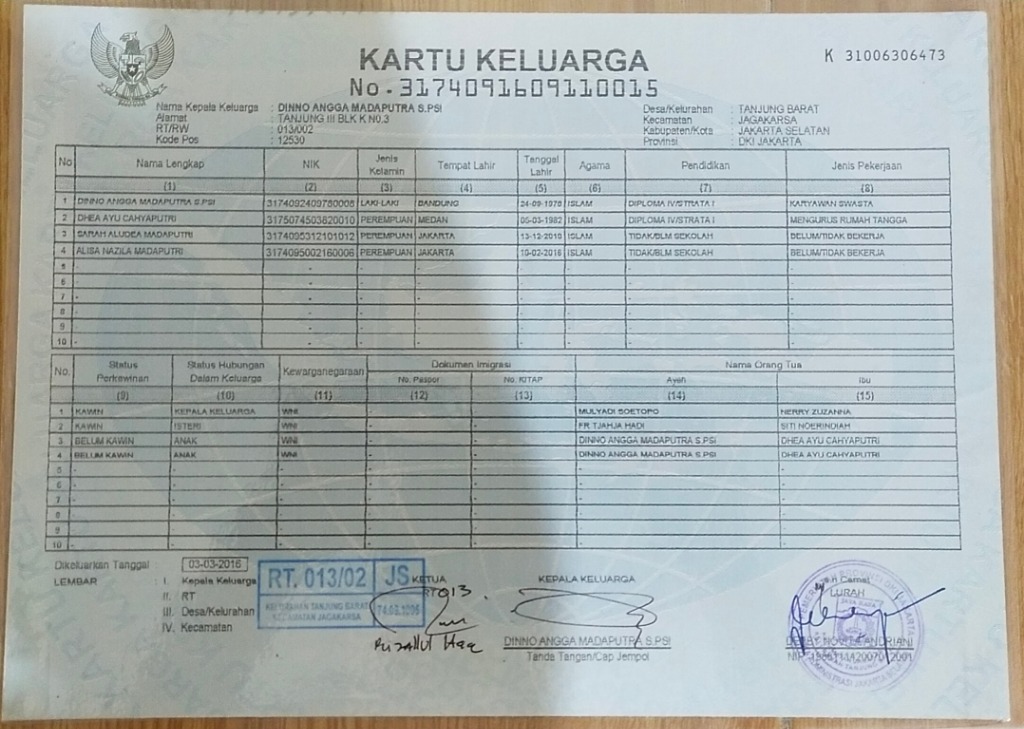 KARTU KELUARGA
No. 3174091609110015
K 31006306473
Nama Kepala Keluarga : DINNO ANGGA MADAPUTRA S.PSI
Alamat : TANJUNG III BLK K NO.3
RT/RW : 013/002
Kode Pos : 12530
Desa/Kelurahan : TANJUNG BARAT
Kecamatan : JAGAKARSA
Kabupaten/Kota : JAKARTA SELATAN
Provinsi : DKI JAKARTA
No Nama Lengkap NIK Jenis Kelamin Tempat Lahir Tanggal Lahir Agama Pendidikan Jenis Pekerjaan
(1) (2) (3) (4) (5) (6) (7) (8)
1 DINNO ANGGA MADAPUTRA S.PSI 3174092409780008 LAKI-LAKI BANDUNG 24-09-1978 ISLAM DIPLOMA IV/STRATA I KARYAWAN SWASTA
2 DHEA AYU CAHYAPUTRI 3175074503820010 PEREMPUAN MEDAN 05-03-1982 ISLAM DIPLOMA IV/STRATA I MENGURUS RUMAH TANGGA
3 SARAH ALUDEA MADAPUTRI 3174095312101012 PEREMPUAN JAKARTA 13-12-2010 ISLAM TIDAK/BLM SEKOLAH BELUM/TIDAK BEKERJA
4 ALISA NAZILA MADAPUTRI 3174095002160006 PEREMPUAN JAKARTA 10-02-2016 ISLAM TIDAK/BLM SEKOLAH BELUM/TIDAK BEKERJA
5 - - - - - - - -
6 - - - - - - - -
7 - - - - - - - -
8 - - - - - - - -
9 - - - - - - - -
10 - - - - - - - -
No. Status Perkawinan Status Hubungan Dalam Keluarga Kewarganegaraan Dokumen Imigrasi Nama Orang Tua
No. Paspor No. KITAP Ayah Ibu
(9) (10) (11) (12) (13) (14) (15)
1 KAWIN KEPALA KELUARGA WNI - - MULYADI SOETOPO HERRY ZUZANNA
2 KAWIN ISTERI WNI - - FR TJAHJA HADI SITI NOERINDIAH
3 BELUM KAWIN ANAK WNI - - DINNO ANGGA MADAPUTRA S.PSI DHEA AYU CAHYAPUTRI
4 BELUM KAWIN ANAK WNI - - DINNO ANGGA MADAPUTRA S.PSI DHEA AYU CAHYAPUTRI
5 - - - - - - -
6 - - - - - - -
7 - - - - - - -
8 - - - - - - -
9 - - - - - - -
10 - - - - - - -
Dikeluarkan Tanggal : 03-03-2016
LEMBAR : I. Kepala Keluarga
II. RT
III. Desa/Kelurahan
IV. Kecamatan
RT. 013/02 JS
KELURAHAN TANJUNG BARAT
KECAMATAN JAGAKARSA
KETUA
RT 013.
KEPALA KELUARGA
DINNO ANGGA MADAPUTRA S.PSI
Tanda Tangan/Cap Jempol
LURAH